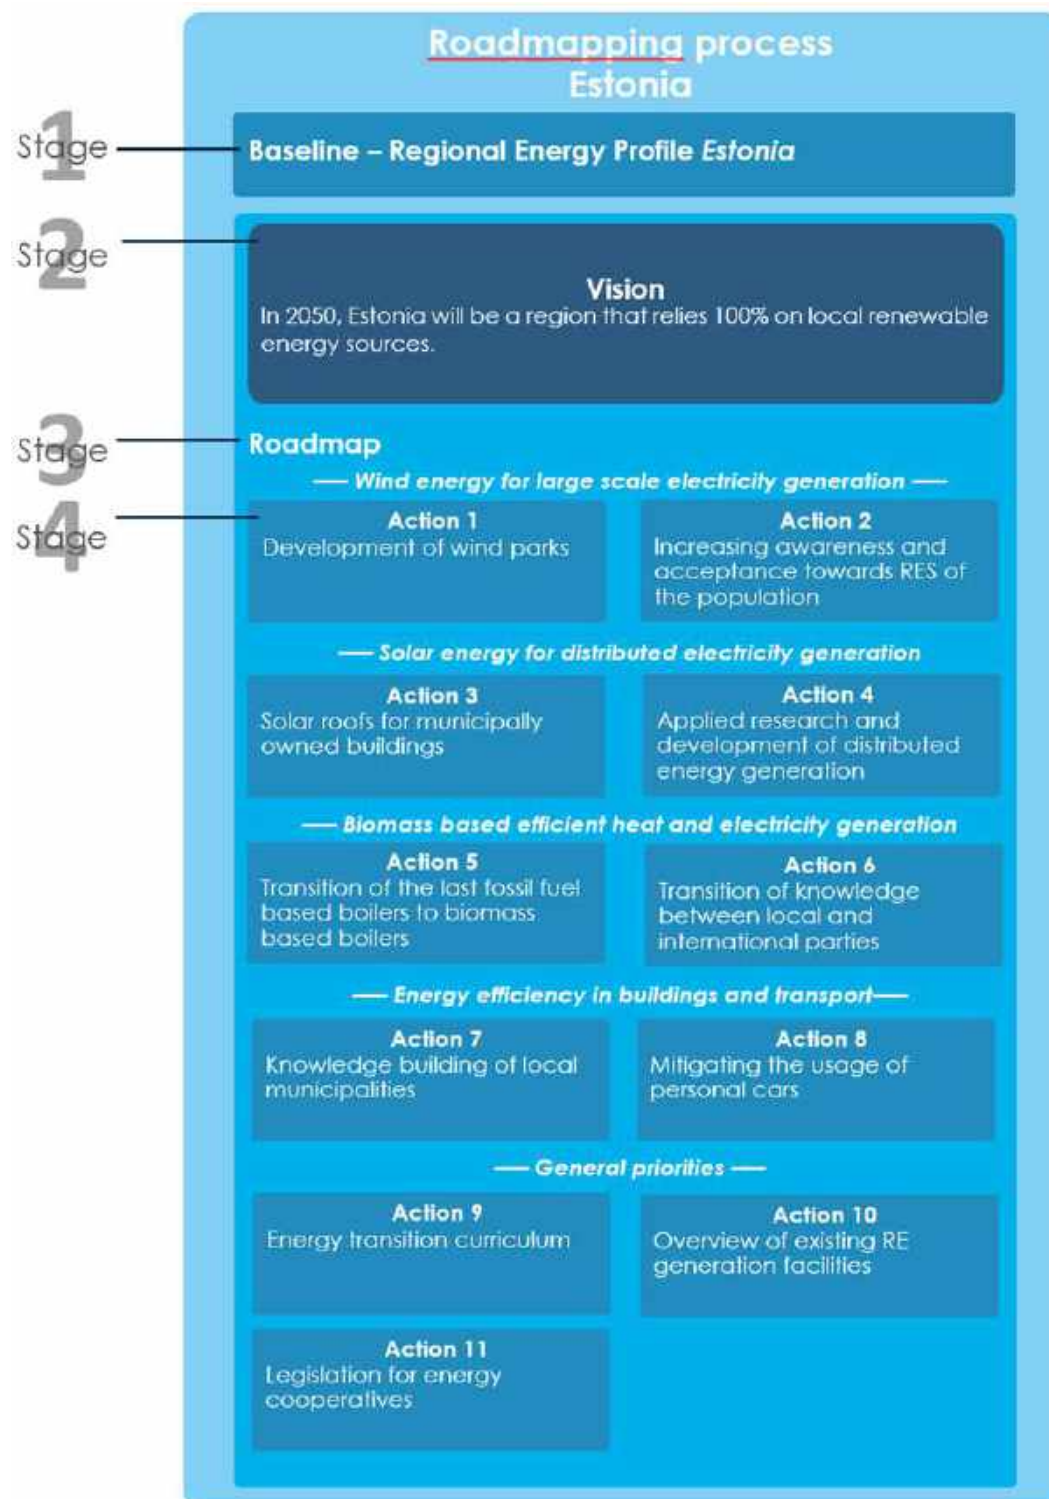 Roadmapping process
Estonia
1
Stage
Baseline – Regional Energy Profile Estonia
2
Stage
Vision
In 2050, Estonia will be a region that relies 100% on local renewable
energy sources.
3
Stage
Roadmap
— Wind energy for large scale electricity generation —
4
Stage
Action 1
Development of wind parks
Action 2
Increasing awareness and
acceptance towards RES of
the population
— Solar energy for distributed electricity generation
Action 3
Solar roofs for municipally
owned buildings
Action 4
Applied research and
development of distributed
energy generation
— Biomass based efficient heat and electricity generation
Action 5
Transition of the last fossil fuel
based boilers to biomass
based boilers
Action 6
Transition of knowledge
between local and
international parties
— Energy efficiency in buildings and transport—
Action 7
Knowledge building of local
municipalities
Action 8
Mitigating the usage of
personal cars
— General priorities —
Action 9
Energy transition curriculum
Action 10
Overview of existing RE
generation facilities
Action 11
Legislation for energy
cooperatives